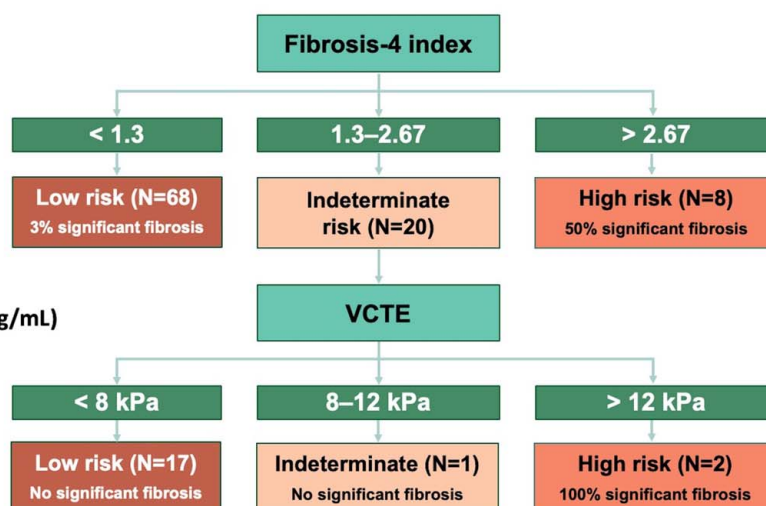 Fibrosis-4 index
< 1.3
1.3–2.67
> 2.67
Low risk (N=68)
3% significant fibrosis
Indeterminate
risk (N=20)
High risk (N=8)
50% significant fibrosis
g/mL)
VCTE
< 8 kPa
8–12 kPa
> 12 kPa
Low risk (N=17)
No significant fibrosis
Indeterminate (N=1)
No significant fibrosis
High risk (N=2)
100% significant fibrosis